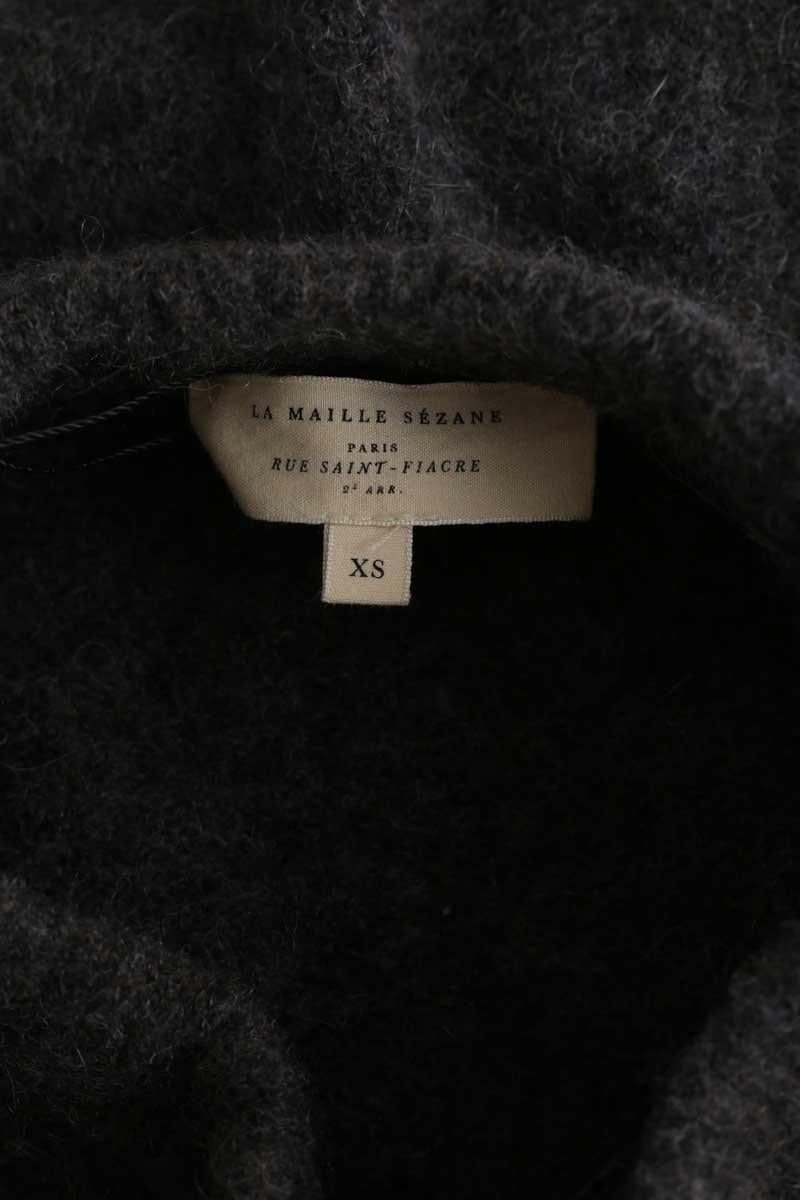 LA MAILLE SÉZANE
PARIS
RUE SAINT-FIACRE
2E ARR.
XS